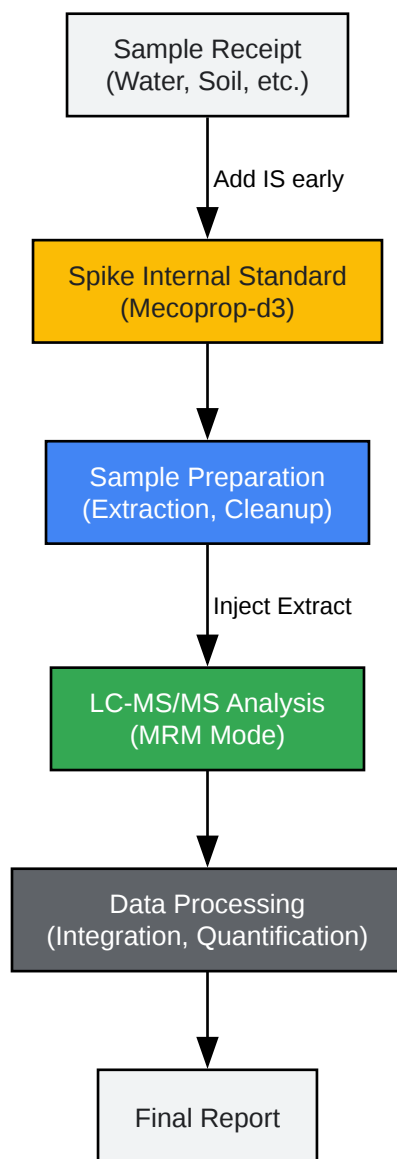 Sample Receipt
(Water, Soil, etc.)
Add IS early
Spike Internal Standard
(Mecoprop-d3)
Sample Preparation
(Extraction, Cleanup)
Inject Extract
LC-MS/MS Analysis
(MRM Mode)
Data Processing
(Integration, Quantification)
Final Report